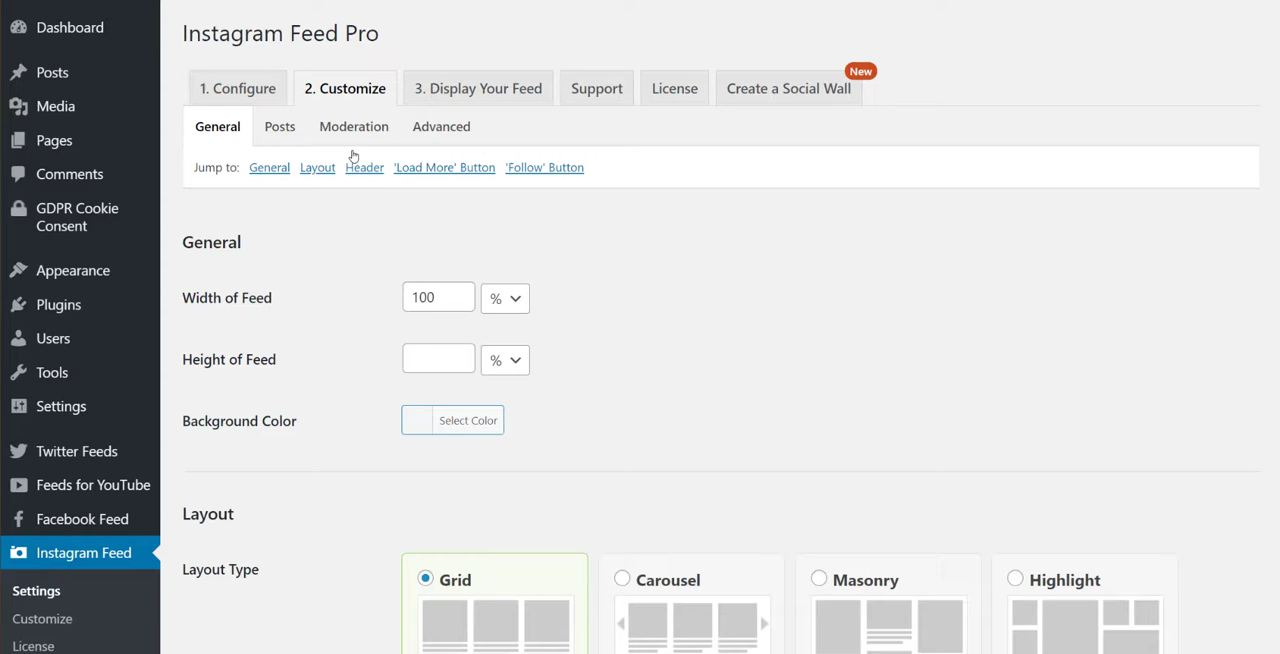 Dashboard
Posts
Media
Pages
Comments
GDPR Cookie
Consent
Appearance
Plugins
Users
Tools
Settings
Twitter Feeds
Feeds for YouTube
Facebook Feed
Instagram Feed
Settings
Customize
License
Instagram Feed Pro
1. Configure 2. Customize 3. Display Your Feed Support License Create a Social Wall New
General Posts Moderation Advanced
Jump to: General Layout Header 'Load More' Button 'Follow' Button
General
Width of Feed 100 %
Height of Feed %
Background Color Select Color
Layout
Layout Type Grid Carousel Masonry Highlight